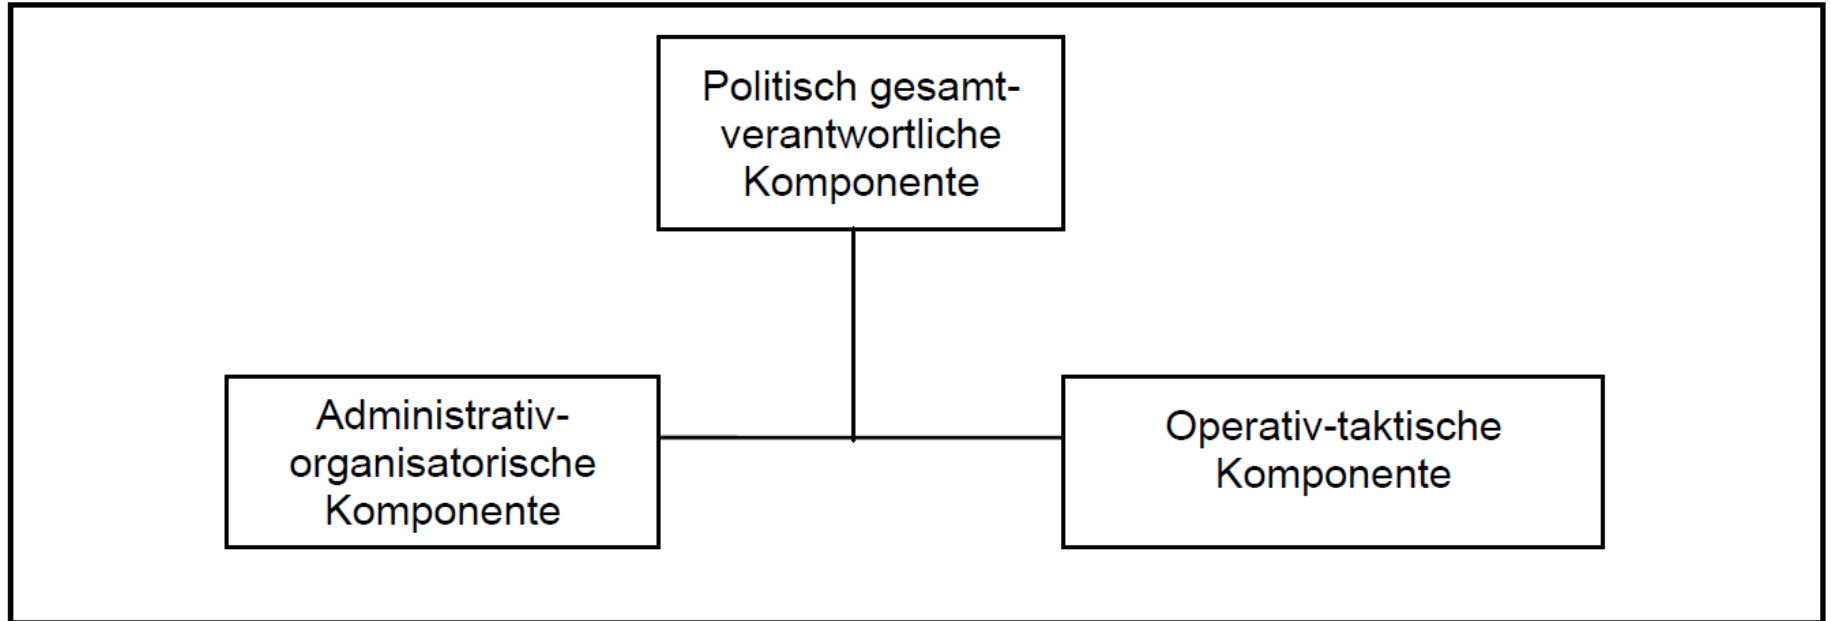 Politisch gesamt-
verantwortliche
Komponente
Administrativ-
organisatorische
Komponente
Operativ-taktische
Komponente